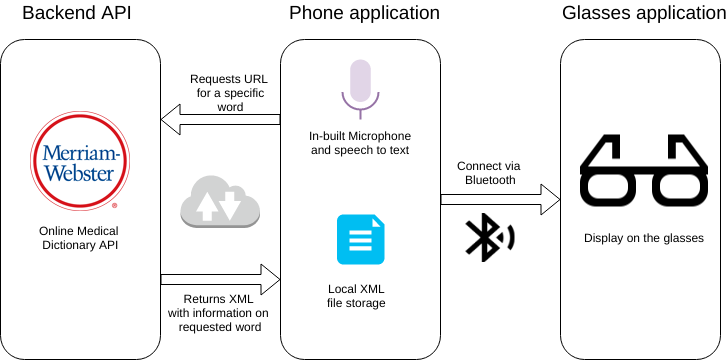 Backend API
Phone application
Glasses application
Requests URL
for a specific
word
Merriam-
Webster
®
Online Medical
Dictionary API
Returns XML
with information on
requested word
In-built Microphone
and speech to text
Local XML
file storage
Connect via
Bluetooth
Display on the glasses